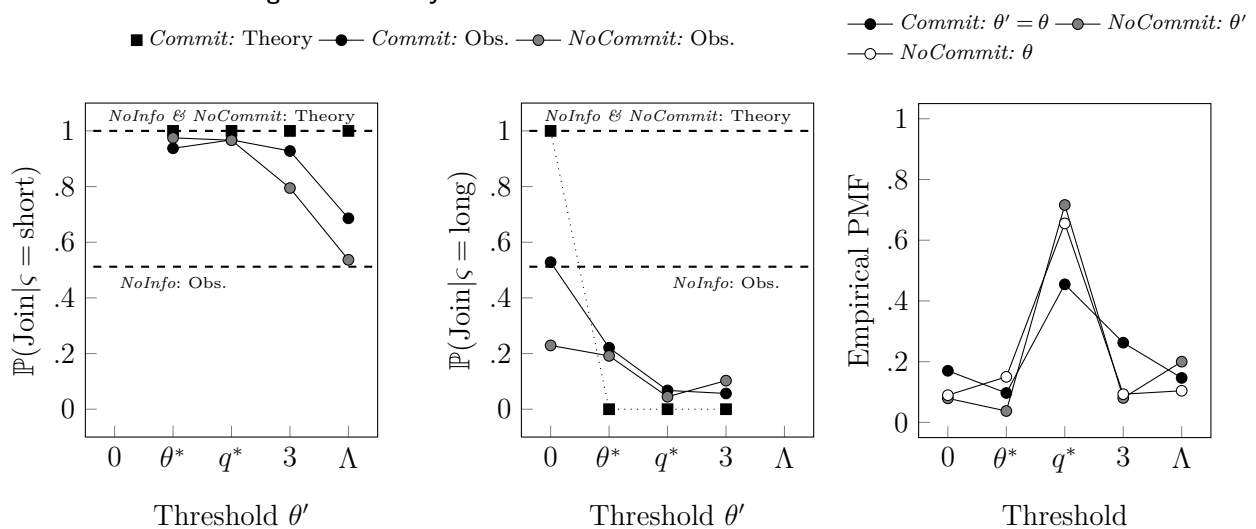 Commit: Theory Commit: Obs. NoCommit: Obs.
Commit: θ′ = θ NoCommit: θ′
NoCommit: θ
NoInfo & NoCommit: Theory
NoInfo: Obs.
1
.8
.6
.4
.2
0
ℙ(Join|ς = short)
0 θ* q* 3 Λ
Threshold θ′
NoInfo & NoCommit: Theory
NoInfo: Obs.
1
.8
.6
.4
.2
0
ℙ(Join|ς = long)
0 θ* q* 3 Λ
Threshold θ′
1
.8
.6
.4
.2
0
Empirical PMF
0 θ* q* 3 Λ
Threshold